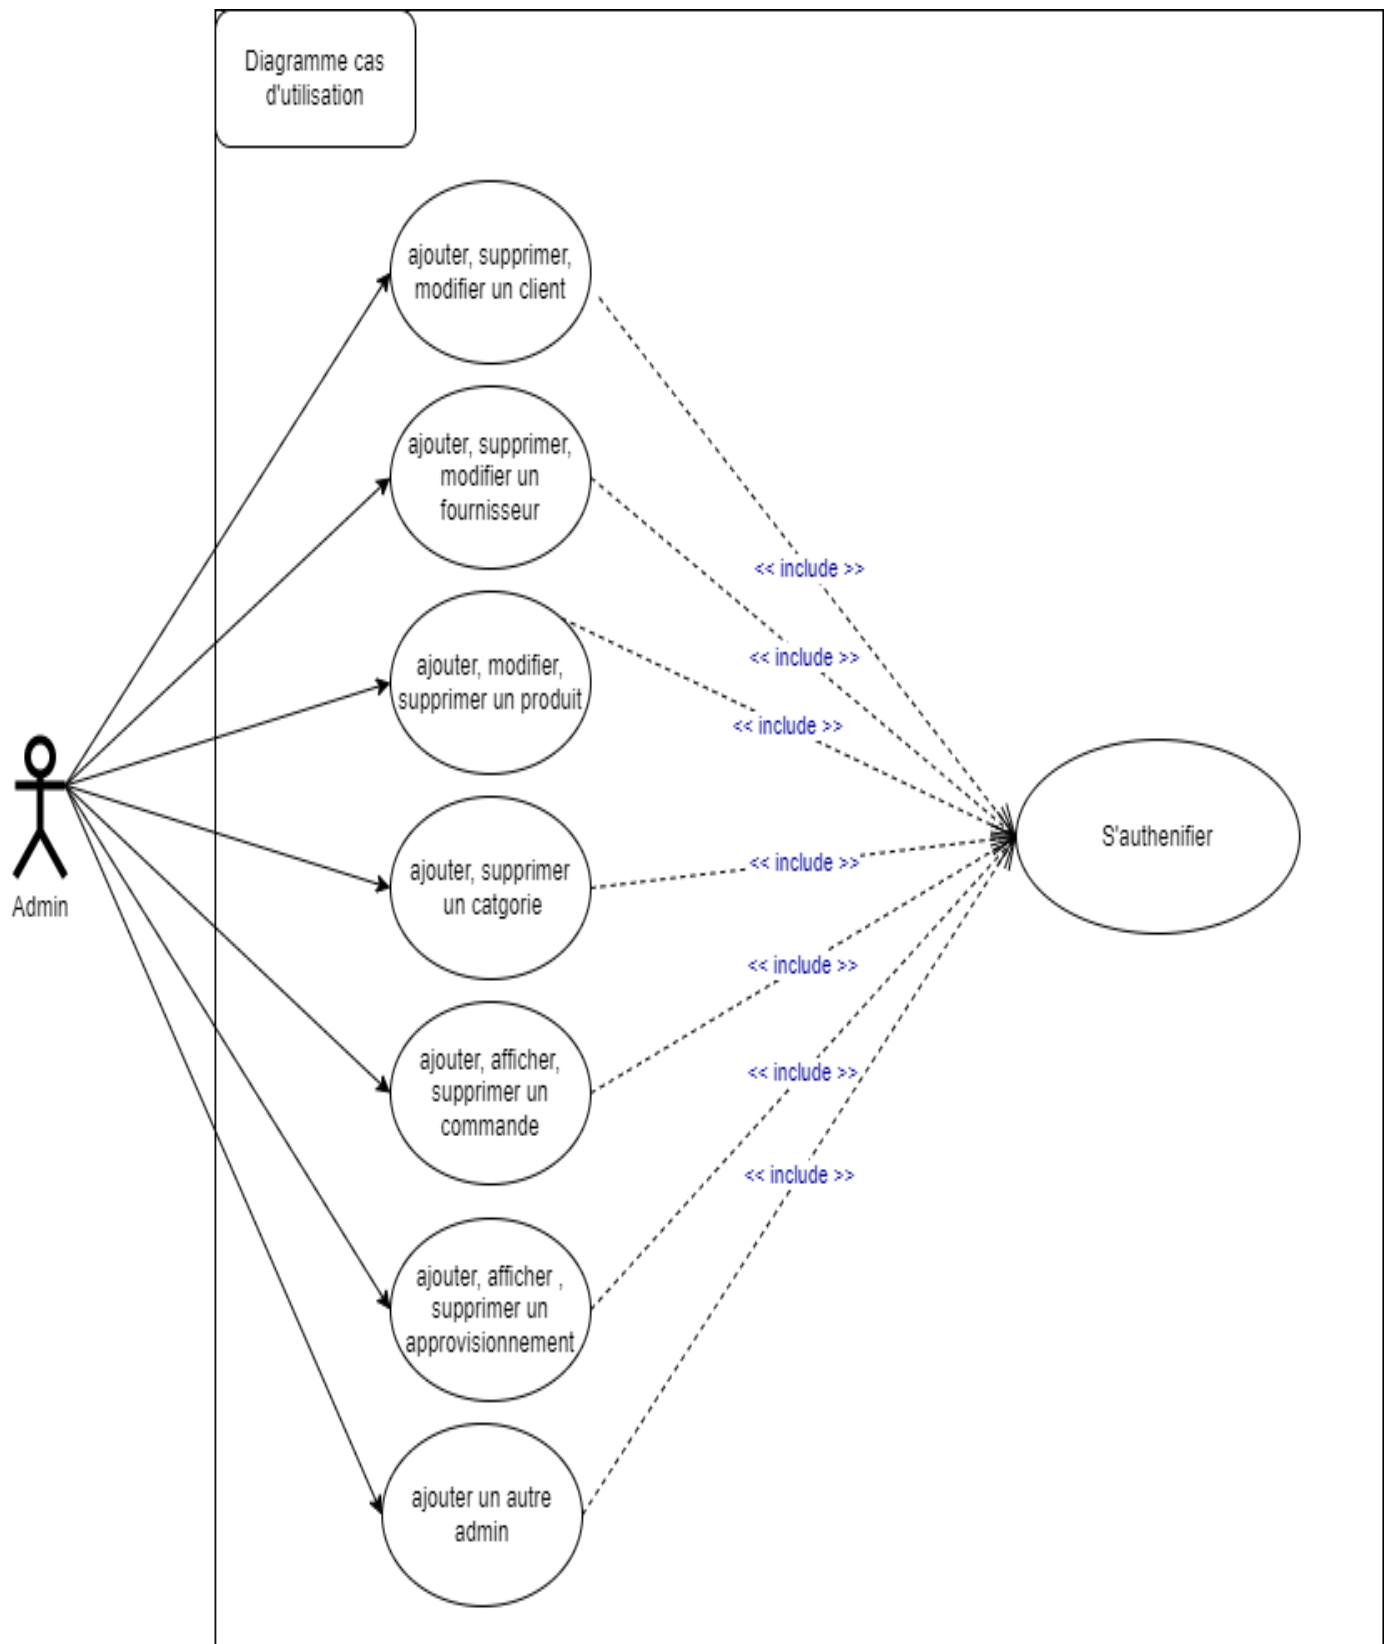 Diagramme cas
d'utilisation
ajouter, supprimer,
modifier un client
ajouter, supprimer,
modifier un
fournisseur
<< include >>
<< include >>
ajouter, modifier,
supprimer un produit
<< include >>
S'authenifier
Admin
ajouter, supprimer
un catgorie
<< include >>
<< include >>
ajouter, afficher,
supprimer un
commande
<< include >>
<< include >>
ajouter, afficher ,
supprimer un
approvisionnement
ajouter un autre
admin